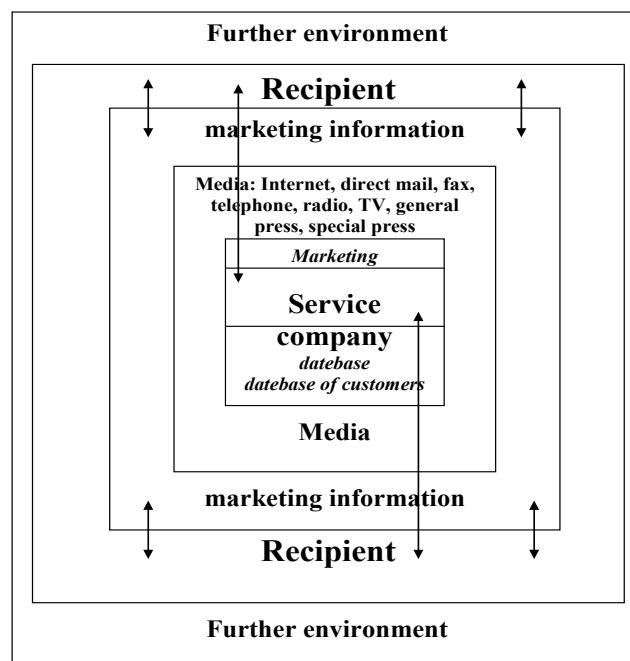 Further environment
Recipient
marketing information
Media: Internet, direct mail, fax,
telephone, radio, TV, general
press, special press
Marketing
Service
company
datebase
datebase of customers
Media
marketing information
Recipient
Further environment